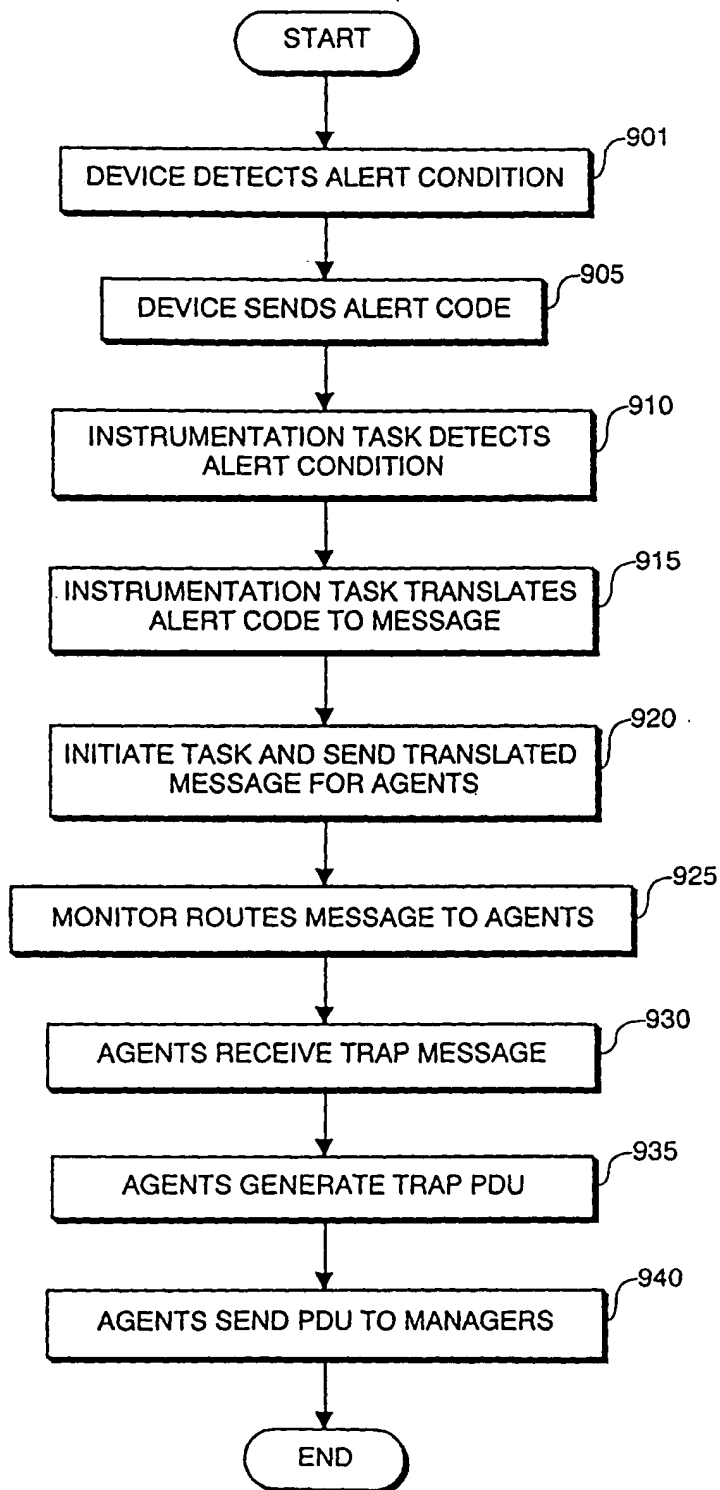 START
901
DEVICE DETECTS ALERT CONDITION
905
DEVICE SENDS ALERT CODE
910
INSTRUMENTATION TASK DETECTS
ALERT CONDITION
915
INSTRUMENTATION TASK TRANSLATES
ALERT CODE TO MESSAGE
920
INITIATE TASK AND SEND TRANSLATED
MESSAGE FOR AGENTS
925
MONITOR ROUTES MESSAGE TO AGENTS
930
AGENTS RECEIVE TRAP MESSAGE
935
AGENTS GENERATE TRAP PDU
940
AGENTS SEND PDU TO MANAGERS
END